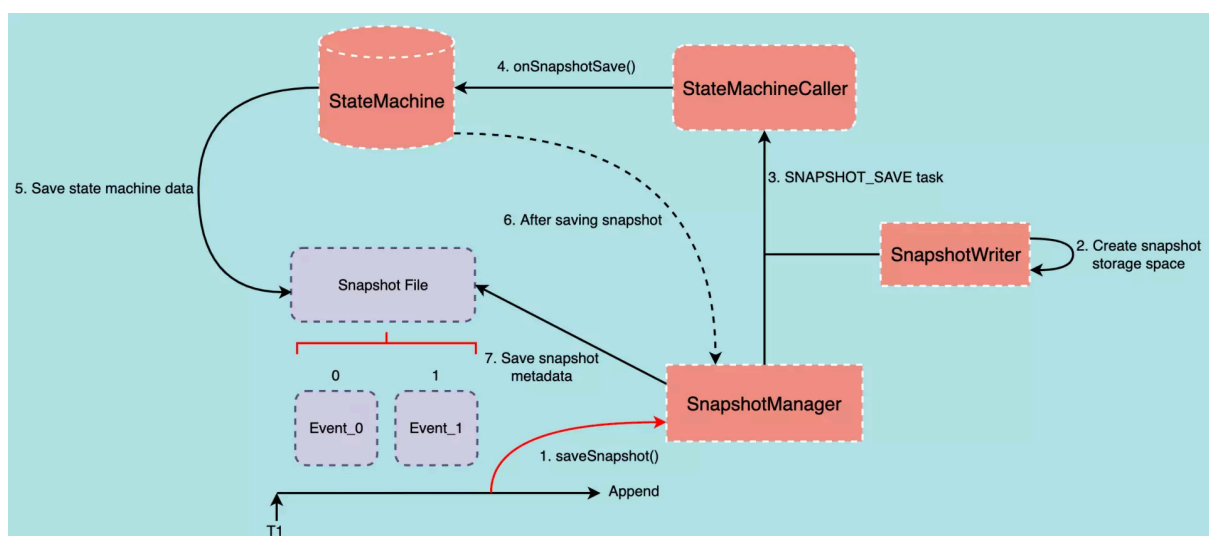 4. onSnapshotSave()
StateMachine
StateMachineCaller
5. Save state machine data
3. SNAPSHOT_SAVE task
6. After saving snapshot
SnapshotWriter
2. Create snapshot
storage space
Snapshot File
7. Save snapshot
metadata
0
1
SnapshotManager
Event_0
Event_1
1. saveSnapshot()
Append
T1